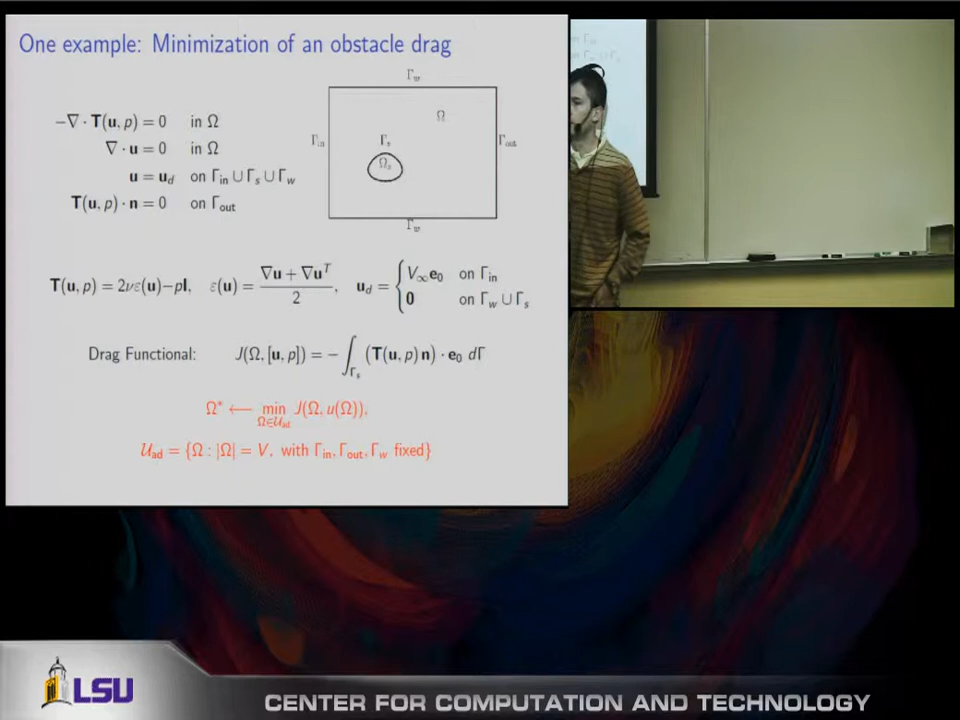 One example: Minimization of an obstacle drag
−∇ · T(u, p) = 0 in Ω
∇ · u = 0 in Ω
u = u_d on Γ_in ∪ Γ_s ∪ Γ_w
T(u, p) · n = 0 on Γ_out
Γ_w
Ω
Γ_in
Γ_s
Γ_out
Ω_s
Γ_w
T(u, p) = 2νε(u)−pI, ε(u) = (∇u + ∇u^T)/2, u_d = { V_∞e_0 on Γ_in
0 on Γ_w ∪ Γ_s
Drag Functional: J(Ω, [u, p]) = − ∫_Γ_s (T(u, p) n) · e_0 dΓ
Ω* ⟵ min_{Ω∈𝒰_ad} J(Ω, u(Ω)),
𝒰_ad = {Ω : |Ω| = V, with Γ_in, Γ_out, Γ_w fixed}
LSU
CENTER FOR COMPUTATION AND TECHNOLOGY